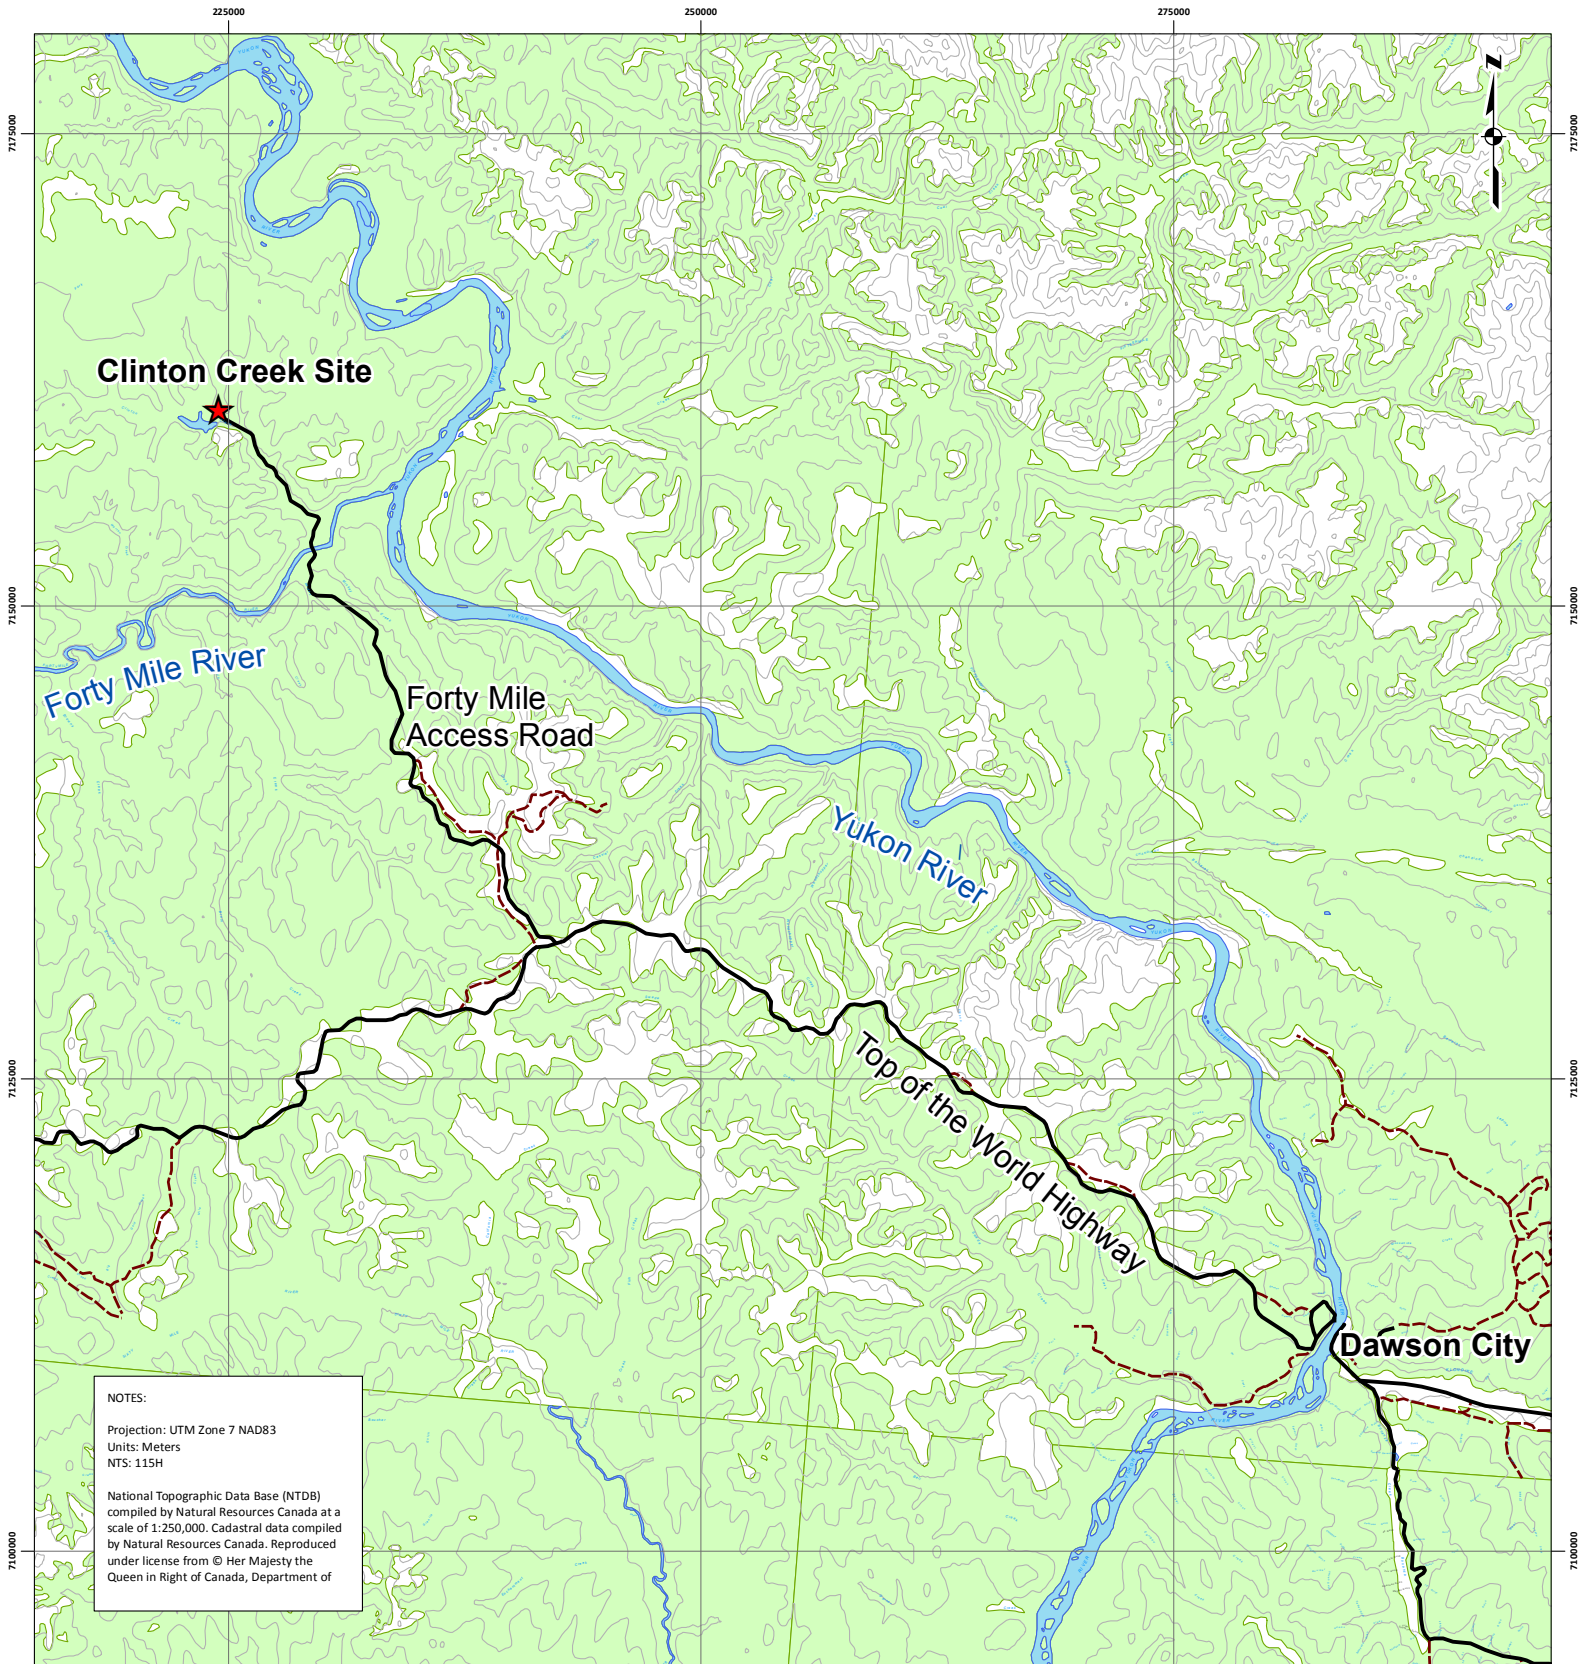 225000
250000
275000
N
7175000
7175000
Clinton Creek Site
7150000
7150000
Forty Mile River
Forty Mile
Access Road
Yukon River
Top of the World Highway
7125000
7125000
Dawson City
NOTES:
Projection: UTM Zone 7 NAD83
Units: Meters
NTS: 115H
National Topographic Data Base (NTDB)
compiled by Natural Resources Canada at a
scale of 1:250,000. Cadastral data compiled
by Natural Resources Canada. Reproduced
under license from © Her Majesty the
Queen in Right of Canada, Department of
7100000
7100000